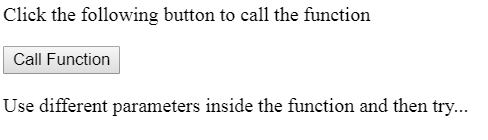 Click the following button to call the function
Call Function
Use different parameters inside the function and then try...